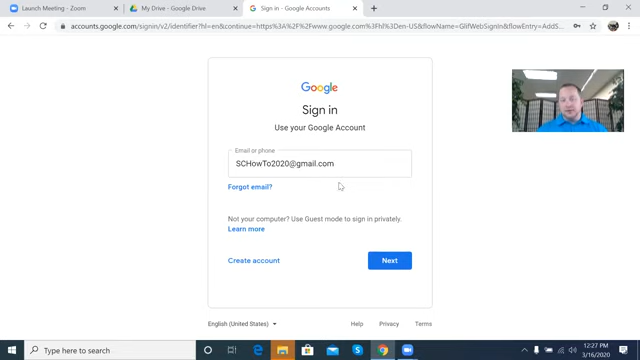 Launch Meeting - Zoom
My Drive - Google Drive
Sign in - Google Accounts
accounts.google.com/signin/v2/identifier?hl=en&continue=https%3A%2F%2Fwww.google.com%2F%3Fhl%3Den-US&flowName=GlifWebSignIn&flowEntry=AddS...
Google
Sign in
Use your Google Account
Email or phone
SCHowTo2020@gmail.com
Forgot email?
Not your computer? Use Guest mode to sign in privately.
Learn more
Create account
Next
English (United States)
Help
Privacy
Terms
Type here to search
12:27 PM
3/16/2020